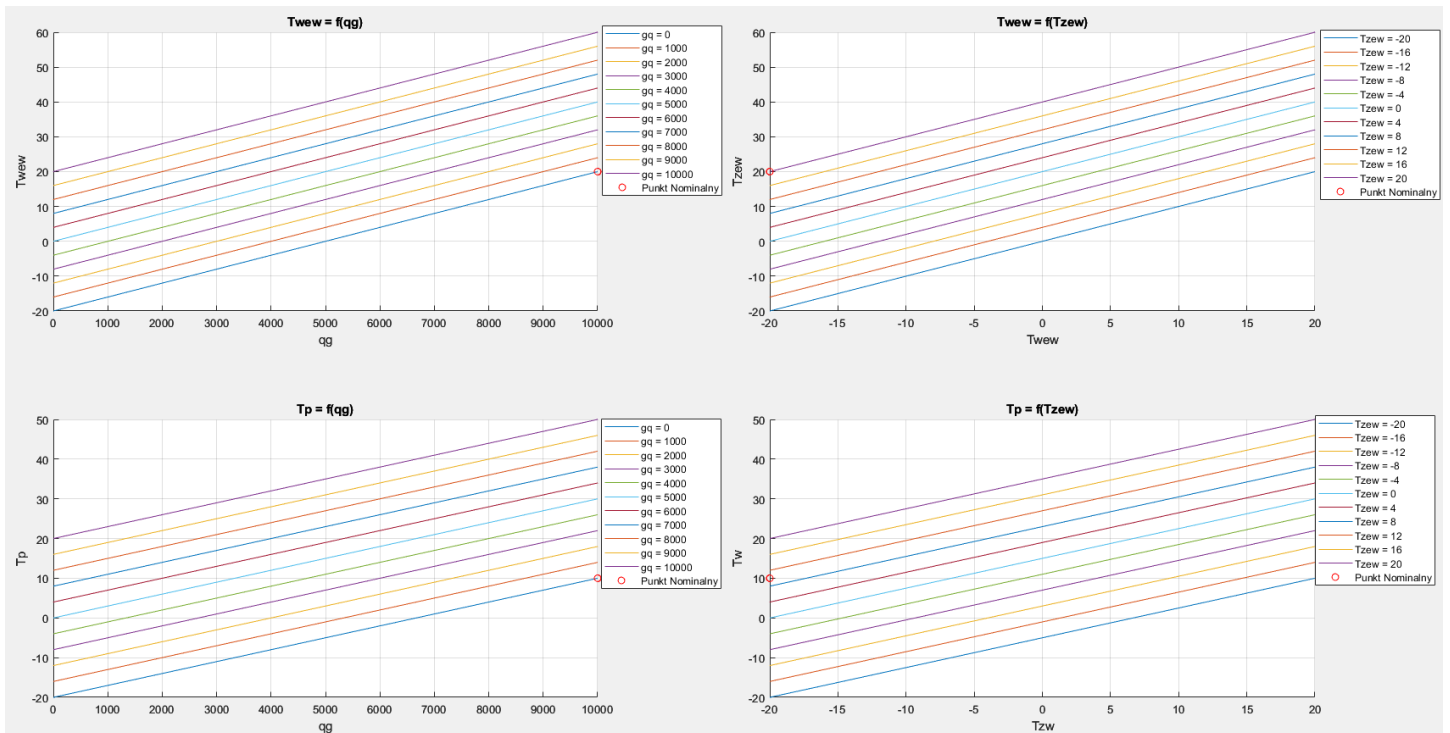 Twew = f(qg)
60
50
40
30
20
10
0
-10
-20
Twew
0 1000 2000 3000 4000 5000 6000 7000 8000 9000 10000
qg
gq = 0
gq = 1000
gq = 2000
gq = 3000
gq = 4000
gq = 5000
gq = 6000
gq = 7000
gq = 8000
gq = 9000
gq = 10000
Punkt Nominalny
Twew = f(Tzew)
60
50
40
30
20
10
0
-10
-20
Tzew
-20 -15 -10 -5 0 5 10 15 20
Twew
Tzew = -20
Tzew = -16
Tzew = -12
Tzew = -8
Tzew = -4
Tzew = 0
Tzew = 4
Tzew = 8
Tzew = 12
Tzew = 16
Tzew = 20
Punkt Nominalny
Tp = f(qg)
50
40
30
20
10
0
-10
-20
Tp
0 1000 2000 3000 4000 5000 6000 7000 8000 9000 10000
qg
gq = 0
gq = 1000
gq = 2000
gq = 3000
gq = 4000
gq = 5000
gq = 6000
gq = 7000
gq = 8000
gq = 9000
gq = 10000
Punkt Nominalny
Tp = f(Tzew)
50
40
30
20
10
0
-10
-20
Tw
-20 -15 -10 -5 0 5 10 15 20
Tzw
Tzew = -20
Tzew = -16
Tzew = -12
Tzew = -8
Tzew = -4
Tzew = 0
Tzew = 4
Tzew = 8
Tzew = 12
Tzew = 16
Tzew = 20
Punkt Nominalny